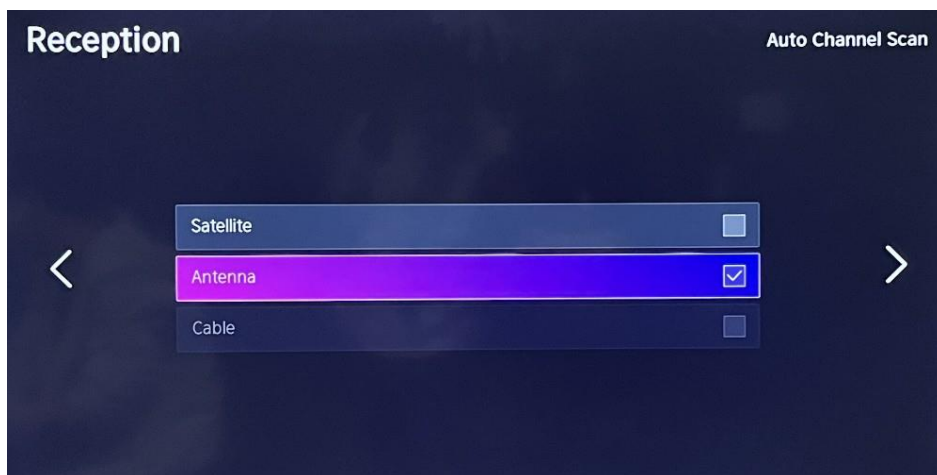 Reception
Auto Channel Scan
Satellite
Antenna
Cable